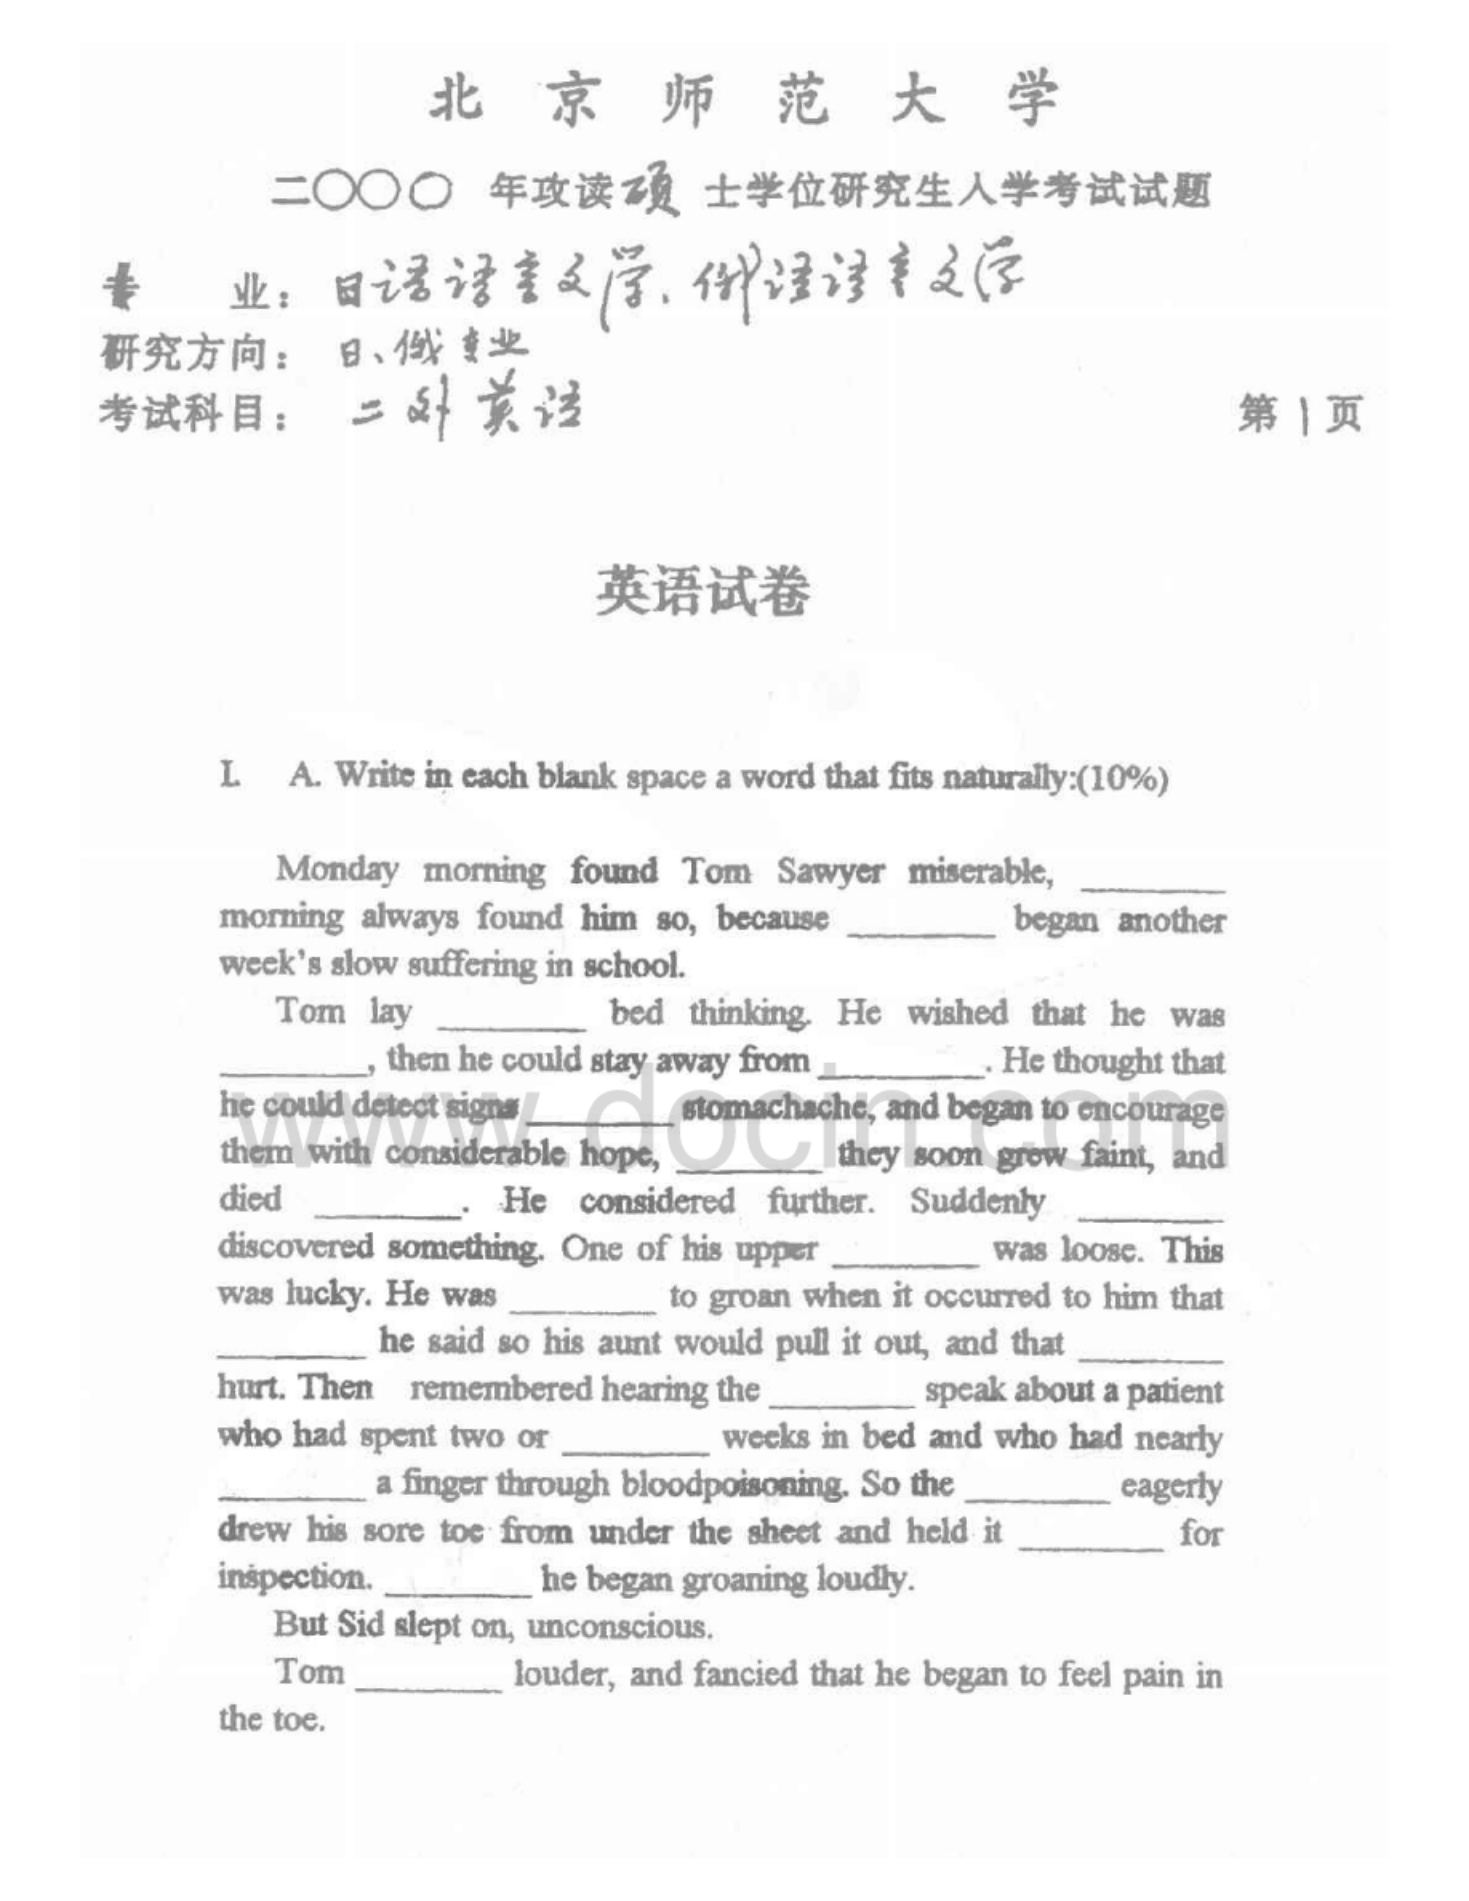 北京师范大学
二〇〇〇年攻读硕士学位研究生入学考试试题
专 业： 日语语言文学、俄语语言文学
研究方向： 日、俄专业
考试科目： 二外英语 第1页
英语试卷
I. A. Write in each blank space a word that fits naturally:(10%)
Monday morning found Tom Sawyer miserable, ________
morning always found him so, because ________ began another
week's slow suffering in school.
Tom lay ________ bed thinking. He wished that he was
________, then he could stay away from ________. He thought that
he could detect signs ________ stomachache, and began to encourage
them with considerable hope, ________ they soon grew faint, and
died ________. He considered further. Suddenly ________
discovered something. One of his upper ________ was loose. This
was lucky. He was ________ to groan when it occurred to him that
________ he said so his aunt would pull it out, and that ________
hurt. Then remembered hearing the ________ speak about a patient
who had spent two or ________ weeks in bed and who had nearly
________ a finger through bloodpoisoning. So the ________ eagerly
drew his sore toe from under the sheet and held it ________ for
inspection. ________ he began groaning loudly.
But Sid slept on, unconscious.
Tom ________ louder, and fancied that he began to feel pain in
the toe.
www.docin.com